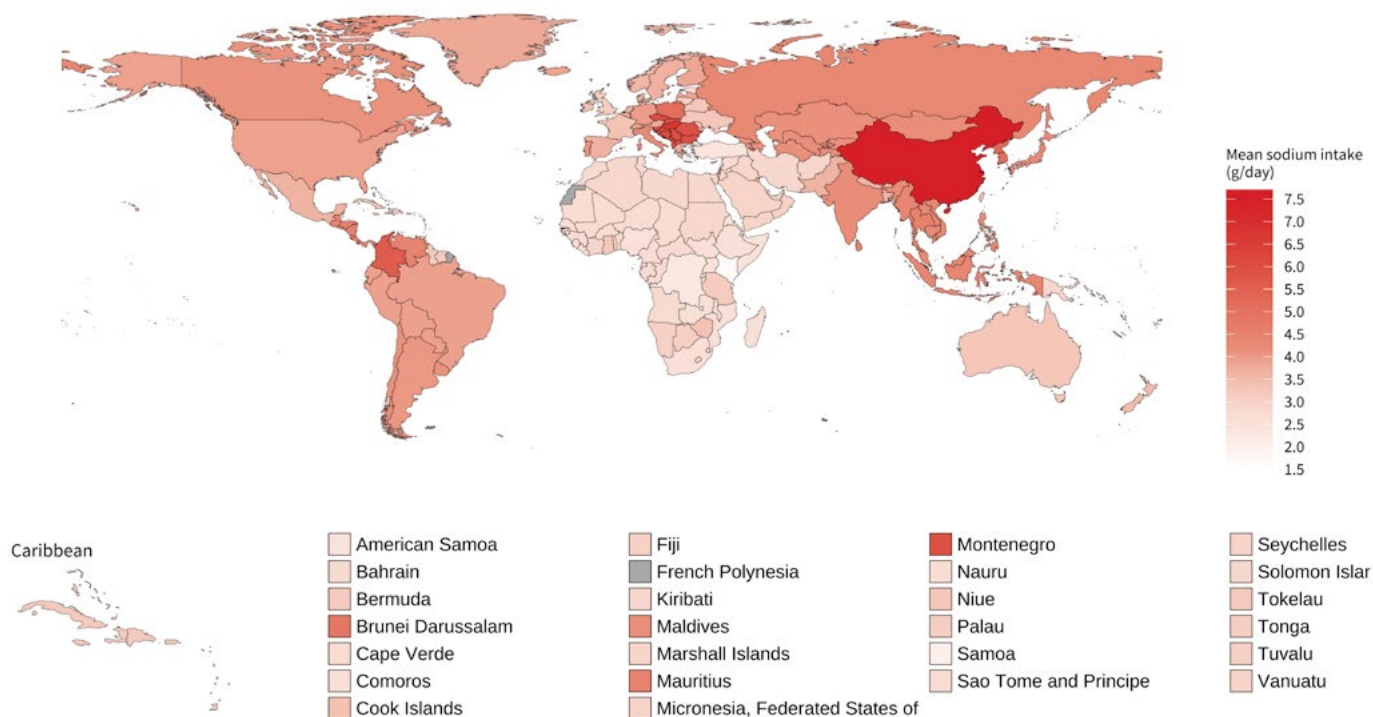 Mean sodium intake
(g/day)
7.5
7.0
6.5
6.0
5.5
5.0
4.5
4.0
3.5
3.0
2.5
2.0
1.5
Caribbean
American Samoa
Bahrain
Bermuda
Brunei Darussalam
Cape Verde
Comoros
Cook Islands
Fiji
French Polynesia
Kiribati
Maldives
Marshall Islands
Mauritius
Micronesia, Federated States of
Montenegro
Nauru
Niue
Palau
Samoa
Sao Tome and Principe
Seychelles
Solomon Islar
Tokelau
Tonga
Tuvalu
Vanuatu